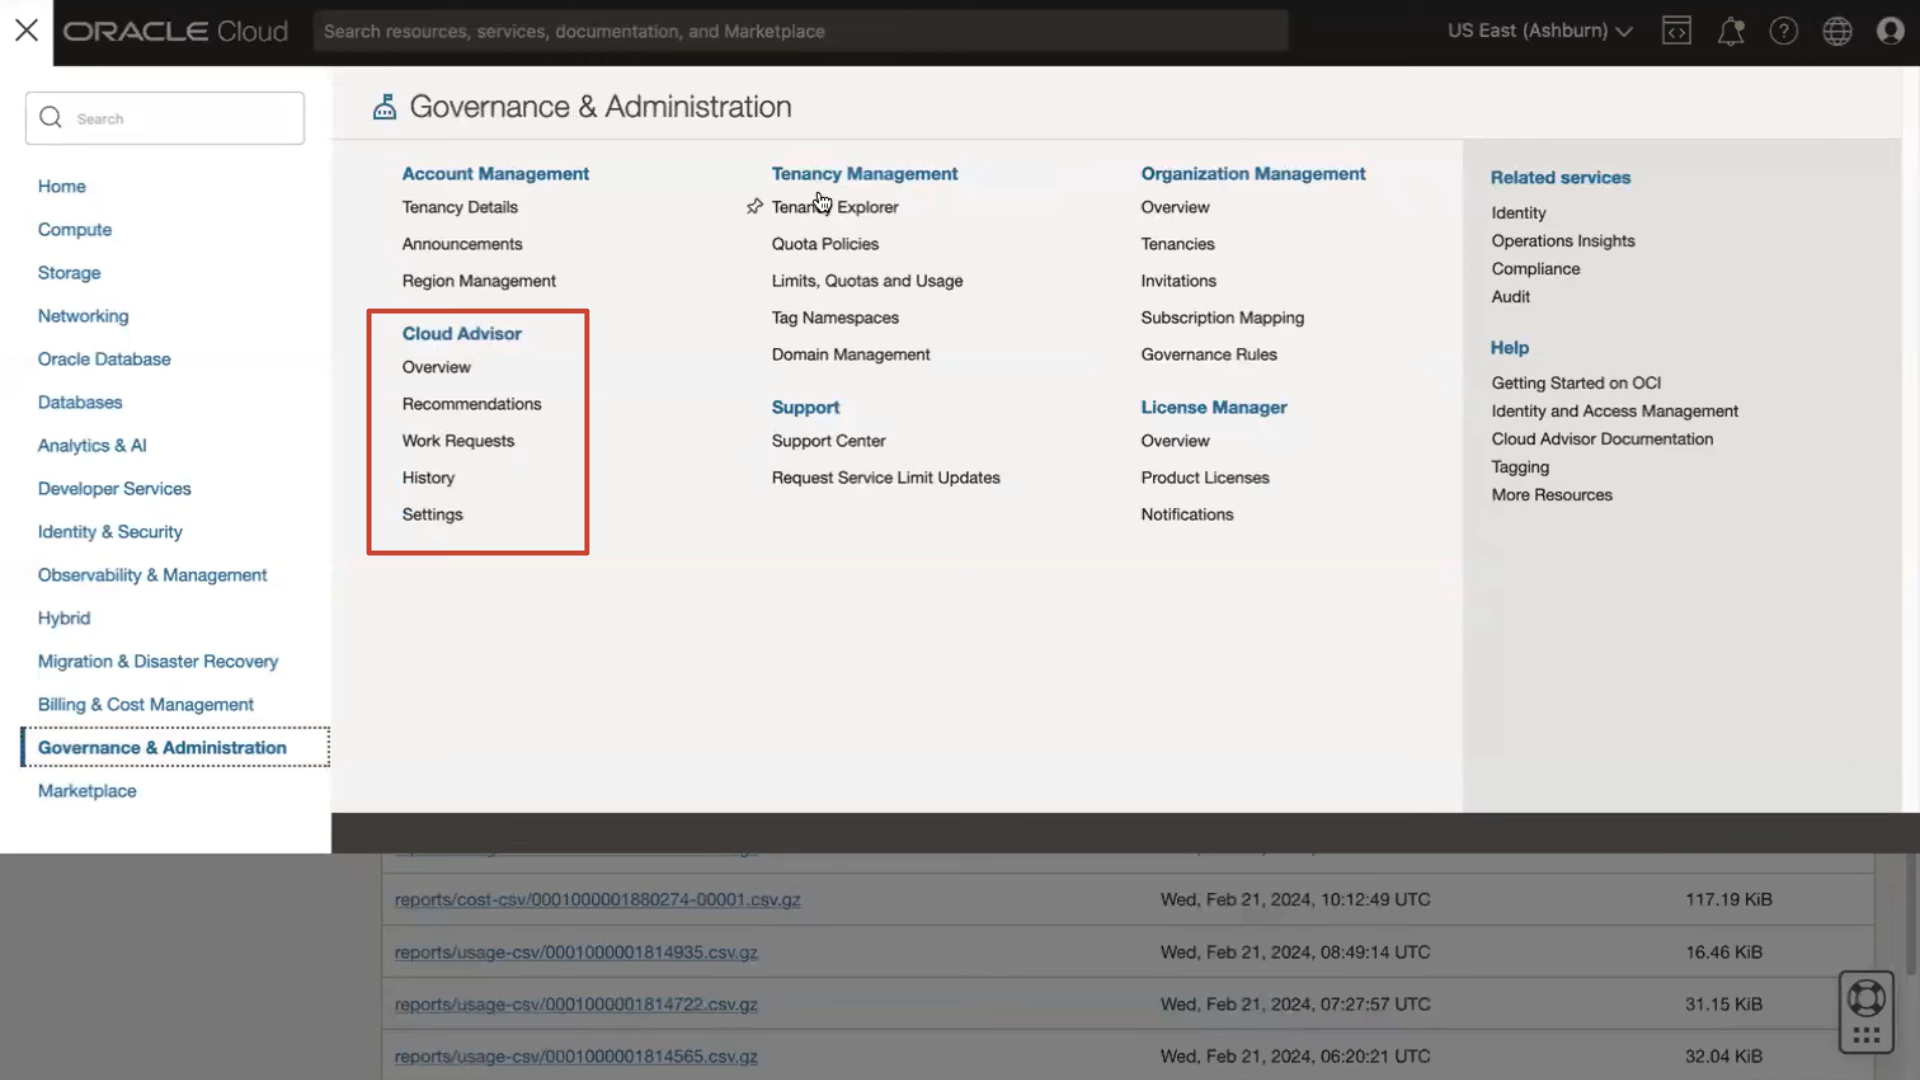 ORACLE Cloud
Search resources, services, documentation, and Marketplace
US East (Ashburn)
Search
Home
Compute
Storage
Networking
Oracle Database
Databases
Analytics & AI
Developer Services
Identity & Security
Observability & Management
Hybrid
Migration & Disaster Recovery
Billing & Cost Management
Governance & Administration
Marketplace
Governance & Administration
Account Management
Tenancy Details
Announcements
Region Management
Cloud Advisor
Overview
Recommendations
Work Requests
History
Settings
Tenancy Management
Tenancy Explorer
Quota Policies
Limits, Quotas and Usage
Tag Namespaces
Domain Management
Support
Support Center
Request Service Limit Updates
Organization Management
Overview
Tenancies
Invitations
Subscription Mapping
Governance Rules
License Manager
Overview
Product Licenses
Notifications
Related services
Identity
Operations Insights
Compliance
Audit
Help
Getting Started on OCI
Identity and Access Management
Cloud Advisor Documentation
Tagging
More Resources
reports/cost-csv/0001000001880274-00001.csv.gz Wed, Feb 21, 2024, 10:12:49 UTC 117.19 KiB
reports/usage-csv/0001000001814935.csv.gz Wed, Feb 21, 2024, 08:49:14 UTC 16.46 KiB
reports/usage-csv/0001000001814722.csv.gz Wed, Feb 21, 2024, 07:27:57 UTC 31.15 KiB
reports/usage-csv/0001000001814565.csv.gz Wed, Feb 21, 2024, 06:20:21 UTC 32.04 KiB